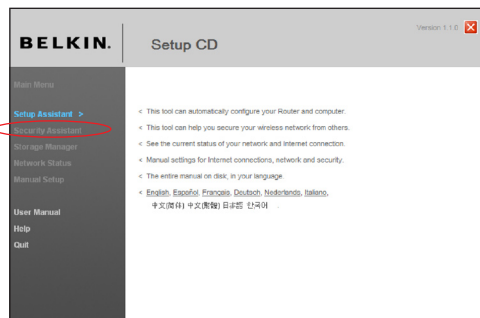 Version 1.1.0
BELKIN.
Setup CD
Main Menu
Setup Assistant >
Security Assistant
Storage Manager
Network Status
Manual Setup
User Manual
Help
Quit
< This tool can automatically configure your Router and computer.
< This tool can help you secure your wireless network from others.
< See the current status of your network and Internet connection.
< Manual settings for Internet connections, network and security.
< The entire manual on disk, in your language.
< English, Español, Français, Deutsch, Nederlands, Italiano,
中文(简体) 中文(繁體) 日本語 한국어